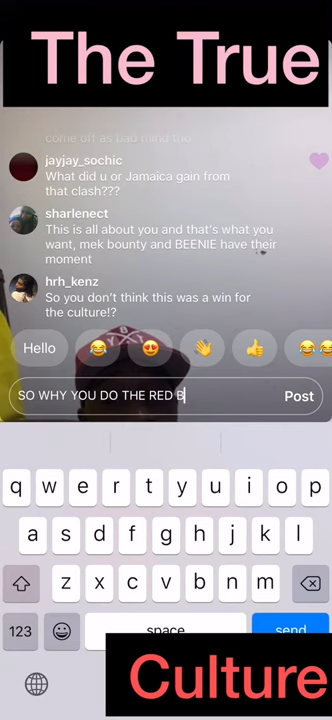 The True
come off as bad mind tho
jayjay_sochic
What did u or Jamaica gain from
that clash???
sharlenect
This is all about you and that's what you
want, mek bounty and BEENIE have their
moment
hrh_kenz
So you don't think this was a win for
the culture!?
Hello
SO WHY YOU DO THE RED B
Post
q w e r t y u i o p
a s d f g h j k l
z x c v b n m
123 space send
Culture